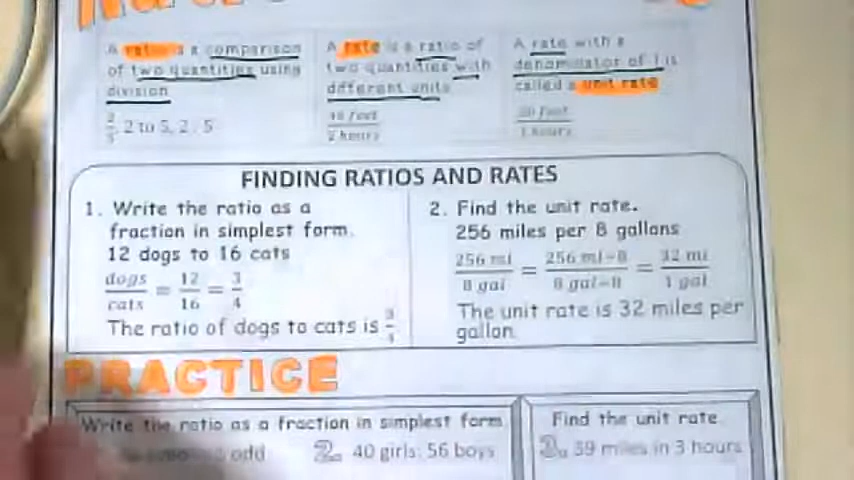 A ratio is a comparison
of two quantities using
division
2/5, 2 to 5, 2 : 5
A rate is a ratio of
two quantities with
different units
2 hours
A rate with a
denominator of 1 is
called a unit rate
1 hours
FINDING RATIOS AND RATES
1. Write the ratio as a
fraction in simplest form.
12 dogs to 16 cats
dogs/cats = 12/16 = 3/4
The ratio of dogs to cats is 3/4
2. Find the unit rate.
256 miles per 8 gallons
256 mi/8 gal = 256 mi÷8/8 gal÷8 = 32 mi/1 gal
The unit rate is 32 miles per
gallon
PRACTICE
Write the ratio as a fraction in simplest form
odd
2. 40 girls: 56 boys
Find the unit rate
39 miles in 3 hours